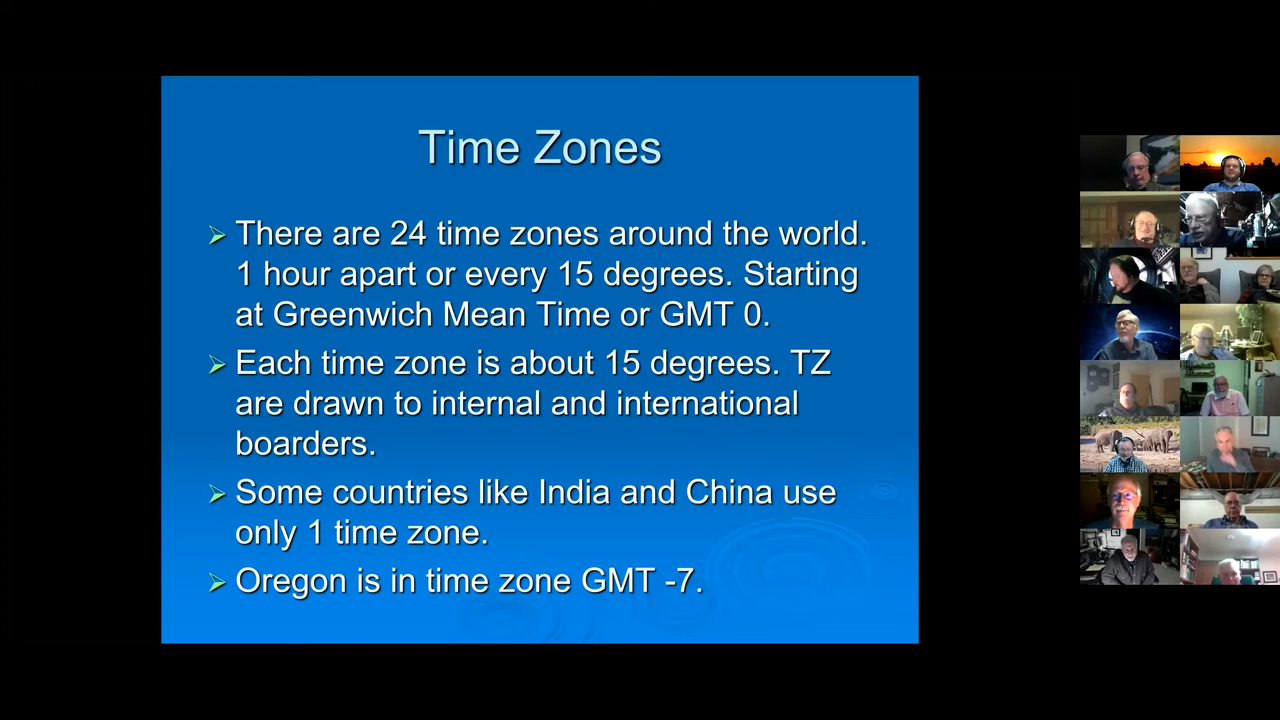 Time Zones
There are 24 time zones around the world.
1 hour apart or every 15 degrees. Starting
at Greenwich Mean Time or GMT 0.
Each time zone is about 15 degrees. TZ
are drawn to internal and international
boarders.
Some countries like India and China use
only 1 time zone.
Oregon is in time zone GMT -7.